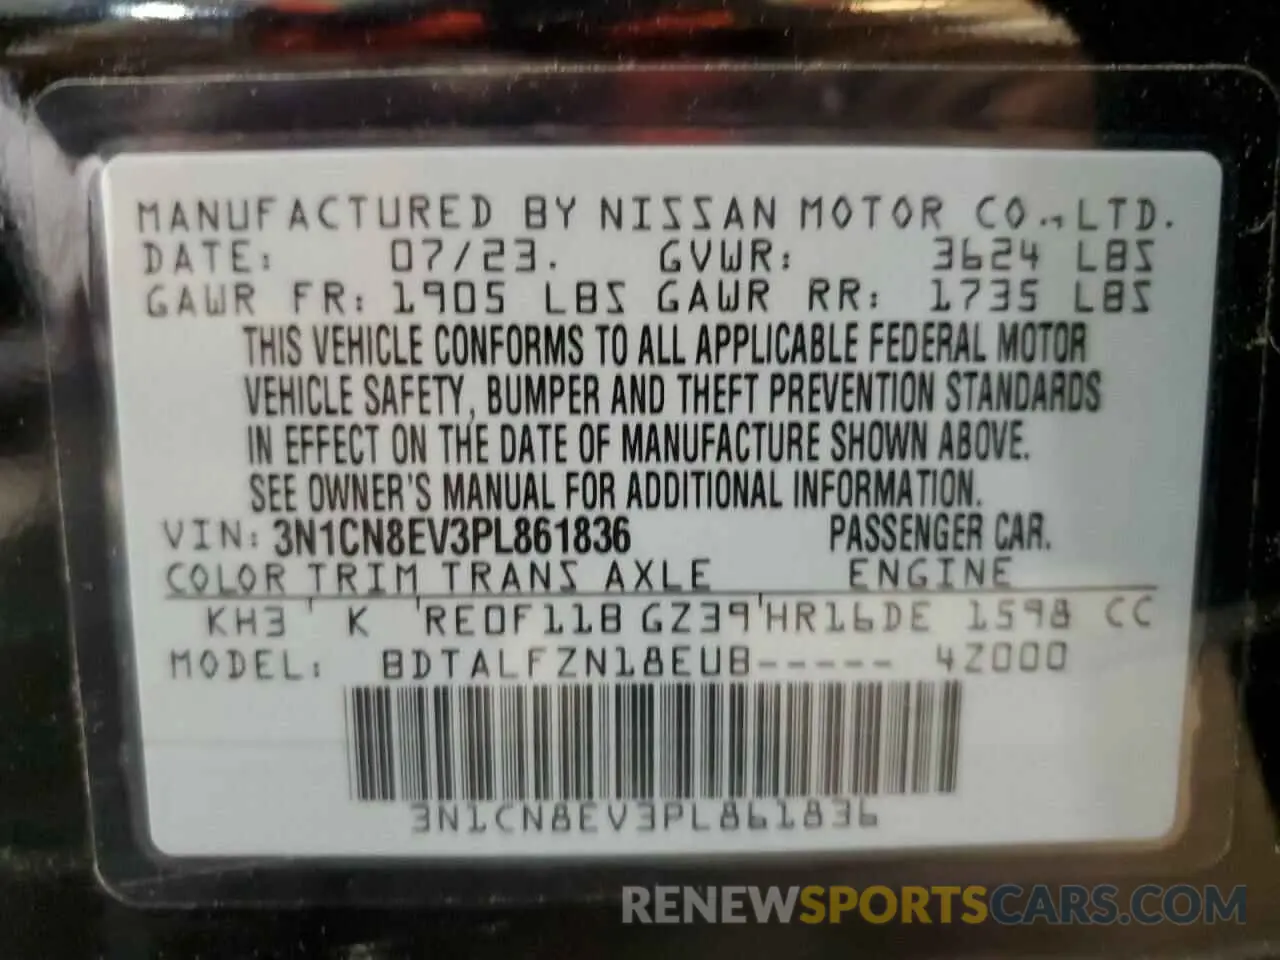 MANUFACTURED BY NISSAN MOTOR CO., LTD.
DATE: 07/23. GVWR: 3624 LBS
GAWR FR: 1905 LBS GAWR RR: 1735 LBS
THIS VEHICLE CONFORMS TO ALL APPLICABLE FEDERAL MOTOR
VEHICLE SAFETY, BUMPER AND THEFT PREVENTION STANDARDS
IN EFFECT ON THE DATE OF MANUFACTURE SHOWN ABOVE.
SEE OWNER'S MANUAL FOR ADDITIONAL INFORMATION.
VIN: 3N1CN8EV3PL861836 PASSENGER CAR.
COLOR TRIM TRANS AXLE ENGINE
KH3 K RE0F11B GZ39 HR16DE 1598 CC
MODEL: BDTALFZN18EUB----- 4Z000
3N1CN8EV3PL861836
RENEWSPORTSCARS.COM